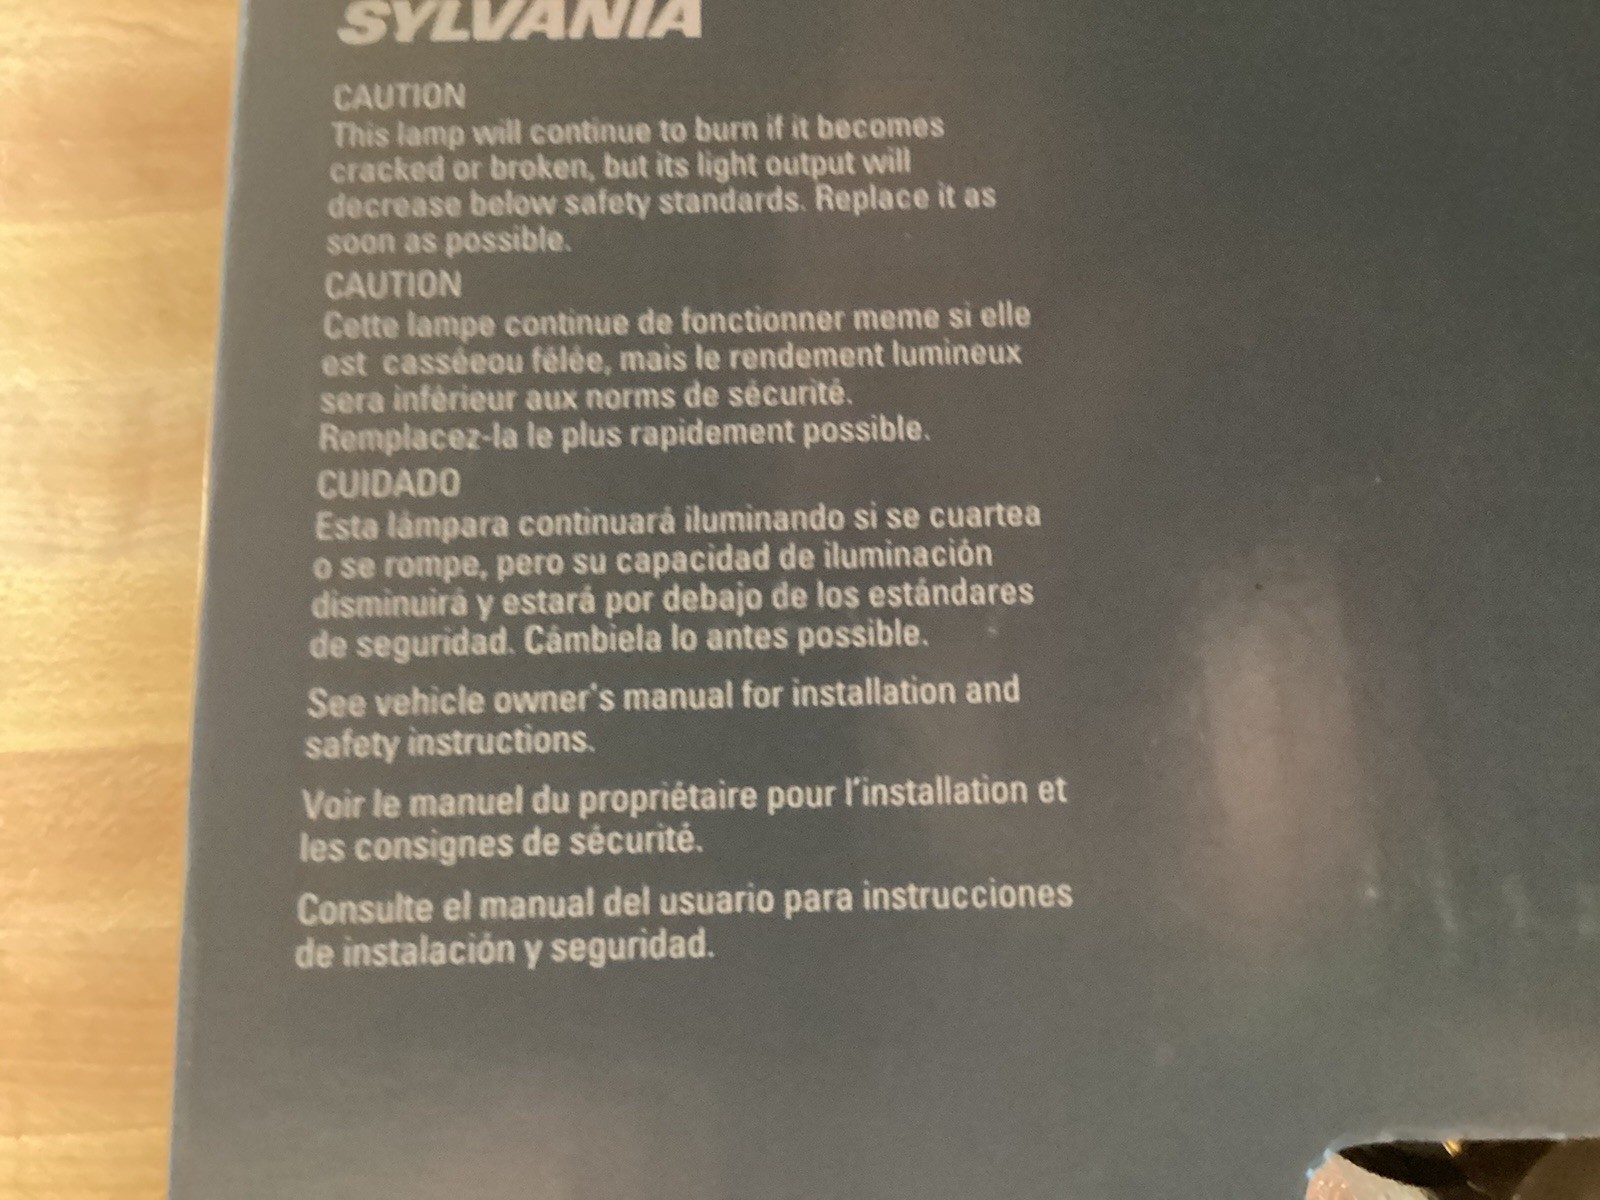 SYLVANIA
CAUTION
This lamp will continue to burn if it becomes
cracked or broken, but its light output will
decrease below safety standards. Replace it as
soon as possible.
CAUTION
Cette lampe continue de fonctionner meme si elle
est casséeou félée, mais le rendement lumineux
sera inférieur aux norms de sécurité.
Remplacez-la le plus rapidement possible.
CUIDADO
Esta lámpara continuará iluminando si se cuartea
o se rompe, pero su capacidad de iluminación
disminuirá y estará por debajo de los estándares
de seguridad. Cámbiela lo antes possible.
See vehicle owner's manual for installation and
safety instructions.
Voir le manuel du propriétaire pour l'installation et
les consignes de sécurité.
Consulte el manual del usuario para instrucciones
de instalación y seguridad.